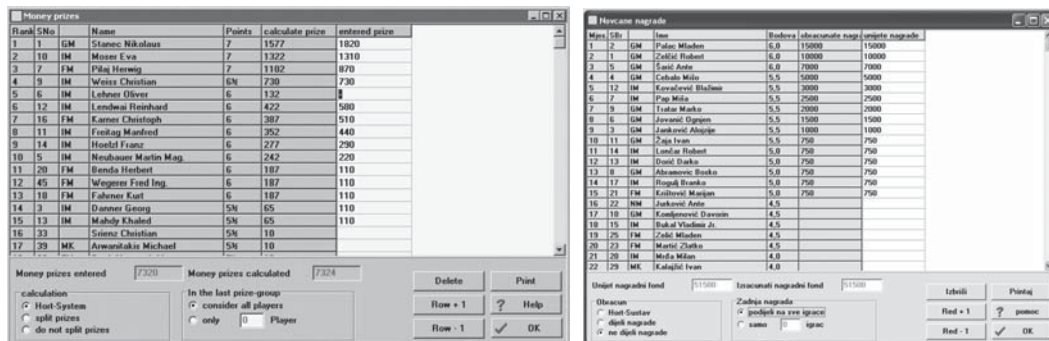 Money prizes
Rank SNo Name Points calculate prize entered prize
1 1 GM Stanec Nikolaus 7 1577 1820
2 10 IM Moser Eva 7 1322 1310
3 7 FM Pilaj Herwig 7 1182 870
4 9 IM Weiss Christian 6½ 730 730
5 6 IM Lehner Oliver 6 132
6 12 IM Lendwai Reinhard 6 422 580
7 16 FM Karner Christoph 6 387 510
8 11 IM Freitag Manfred 6 352 440
9 14 IM Hoelzl Franz 6 277 290
10 5 IM Neubauer Martin Mag. 6 242 220
11 20 FM Benda Herbert 6 187 110
12 45 FM Wegerer Fred Ing. 6 187 110
13 18 FM Fahrner Kurt 6 187 110
14 3 IM Danner Georg 5½ 65 110
15 13 IM Mahdy Khaled 5½ 65 110
16 33 Srienz Christian 5½ 10
17 39 MK Arwanitakis Michael 5½ 10
Money prizes entered 7320 Money prizes calculated 7324
calculation
Hort-System
split prizes
do not split prizes
In the last prize-group
consider all players
only 0 Player
Delete Print
Row + 1 ? Help
Row - 1 OK
Novcane nagrade
Mjes SBr Ime Bodova obracunate nagra unijete nagrade
1 2 GM Palac Mladen 6,0 15000 15000
2 1 GM Zelčić Robert 6,0 10000 10000
3 5 GM Šarić Ante 6,0 7000 7000
4 4 GM Cebalo Mišo 5,5 5000 5000
5 12 IM Kovačević Blažimir 5,5 3000 3000
6 7 IM Pap Miša 5,5 2500 2500
7 9 GM Tratar Marko 5,5 2000 2000
8 6 IM Jovanić Ognjen 5,5 1500 1500
9 3 GM Janković Alojzije 5,5 1000 1000
10 11 GM Žaja Ivan 5,5 750 750
11 14 IM Lončar Robert 5,0 750 750
12 13 IM Dorić Darko 5,0 750 750
13 8 GM Abramovic Bosko 5,0 750 750
14 17 IM Rogulj Branko 5,0 750 750
15 21 FM Krištović Marijan 5,0 750 750
16 22 NM Jurković Ante 4,5
17 10 GM Komljenović Davorin 4,5
18 15 IM Bukal Vladimir Jr. 4,5
19 25 FM Zelić Mladen 4,5
20 23 FM Martić Zlatko 4,5
21 20 IM Mrđa Milan 4,0
22 29 MK Kalajžić Ivan 4,0
Unijet nagradni fond 51500 Izracunati nagradni fond 51500
Obracun
Hort-Sustav
dijeli nagrade
ne dijeli nagrade
Zadnja nagrada
podijeli na sve igrace
samo 0 igrac
Izbriši Printaj
Red + 1 ? pomoc
Red - 1 OK